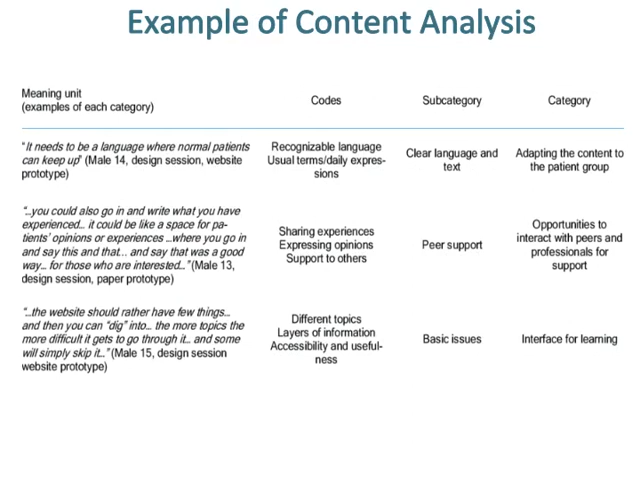 Example of Content Analysis
Meaning unit
(examples of each category)
Codes
Subcategory
Category
"It needs to be a language where normal patients
can keep up" (Male 14, design session, website
prototype)
Recognizable language
Usual terms/daily expres-
sions
Clear language and
text
Adapting the content to
the patient group
"...you could also go in and write what you have
experienced... it could be like a space for pa-
tients' opinions or experiences ...where you go in
and say this and that... and say that was a good
way... for those who are interested..." (Male 13,
design session, paper prototype)
Sharing experiences
Expressing opinions
Support to others
Peer support
Opportunities to
interact with peers and
professionals for
support
"...the website should rather have few things...
and then you can "dig" into... the more topics the
more difficult it gets to go through it... and some
will simply skip it..." (Male 15, design session
website prototype)
Different topics
Layers of information
Accessibility and useful-
ness
Basic issues
Interface for learning